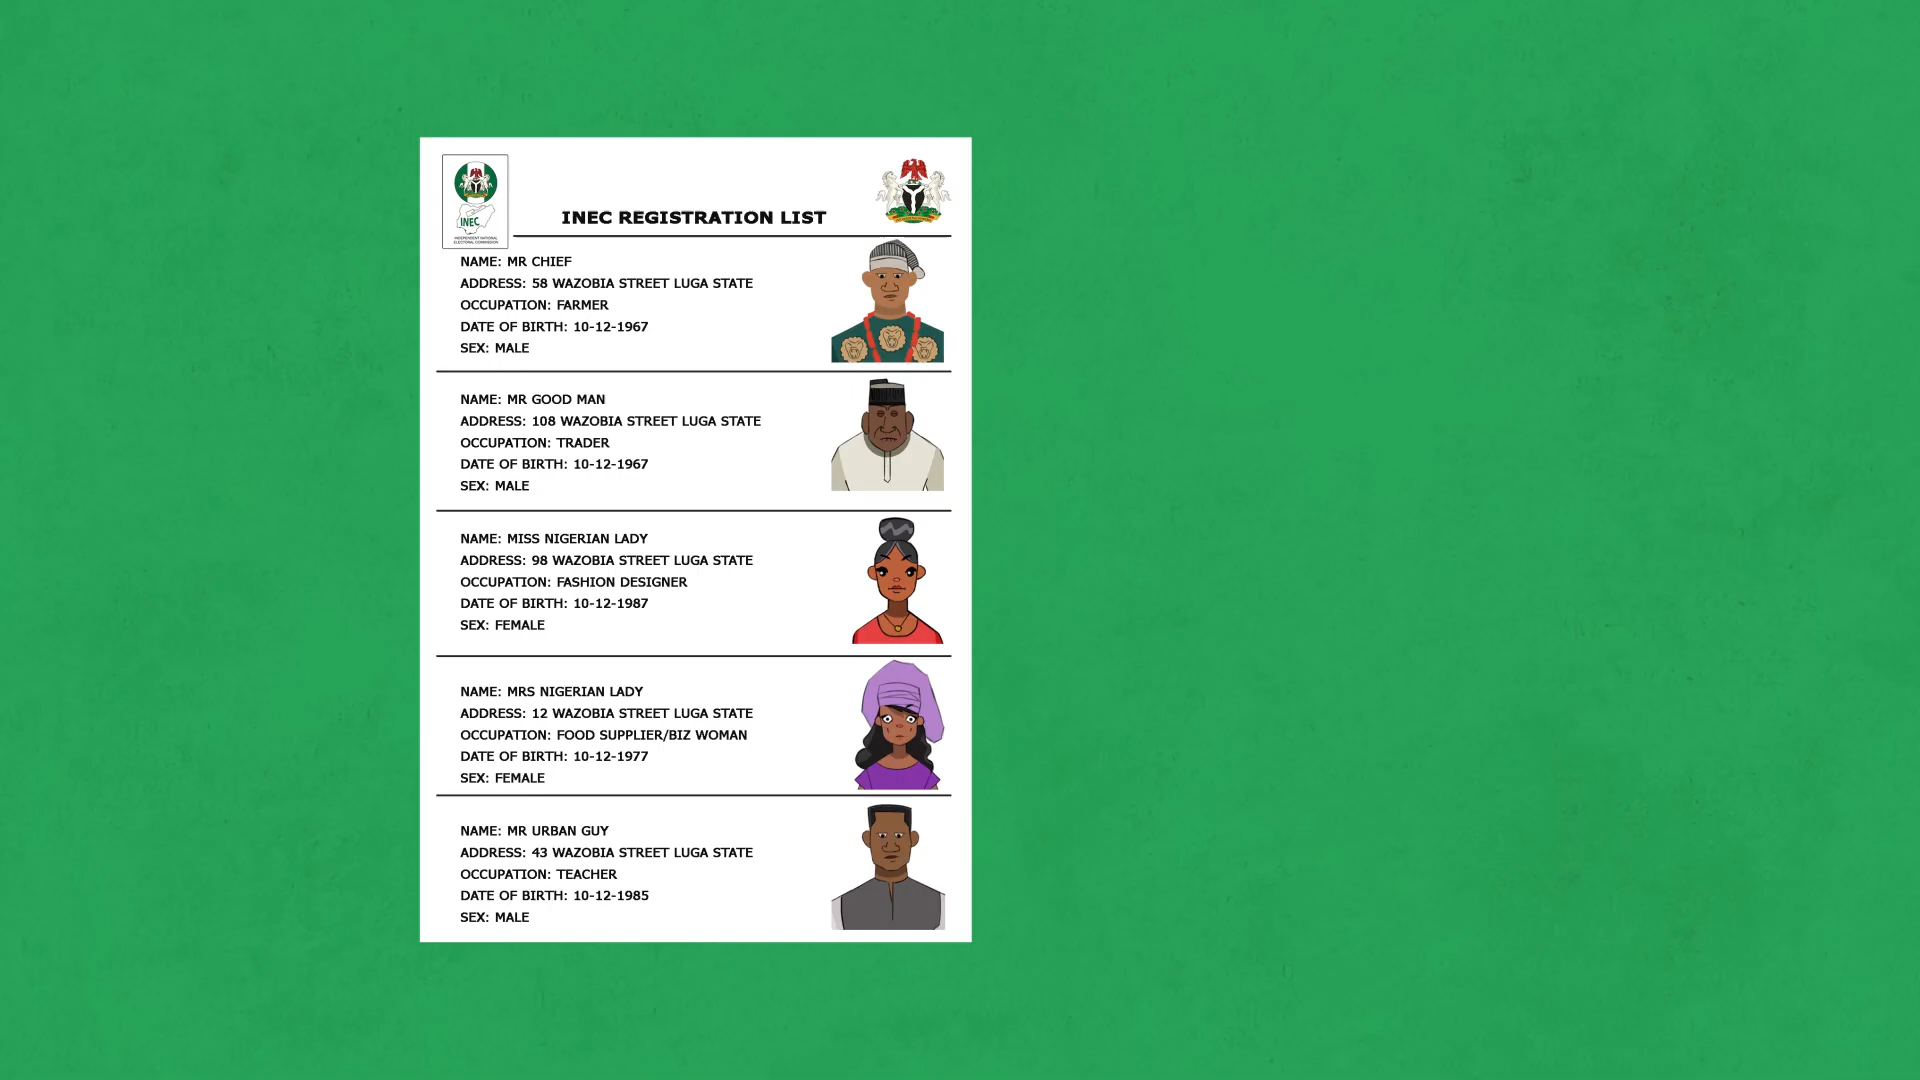 INEC
INDEPENDENT NATIONAL
ELECTORAL COMMISSION
INEC REGISTRATION LIST
NAME: MR CHIEF
ADDRESS: 58 WAZOBIA STREET LUGA STATE
OCCUPATION: FARMER
DATE OF BIRTH: 10-12-1967
SEX: MALE
NAME: MR GOOD MAN
ADDRESS: 108 WAZOBIA STREET LUGA STATE
OCCUPATION: TRADER
DATE OF BIRTH: 10-12-1967
SEX: MALE
NAME: MISS NIGERIAN LADY
ADDRESS: 98 WAZOBIA STREET LUGA STATE
OCCUPATION: FASHION DESIGNER
DATE OF BIRTH: 10-12-1987
SEX: FEMALE
NAME: MRS NIGERIAN LADY
ADDRESS: 12 WAZOBIA STREET LUGA STATE
OCCUPATION: FOOD SUPPLIER/BIZ WOMAN
DATE OF BIRTH: 10-12-1977
SEX: FEMALE
NAME: MR URBAN GUY
ADDRESS: 43 WAZOBIA STREET LUGA STATE
OCCUPATION: TEACHER
DATE OF BIRTH: 10-12-1985
SEX: MALE